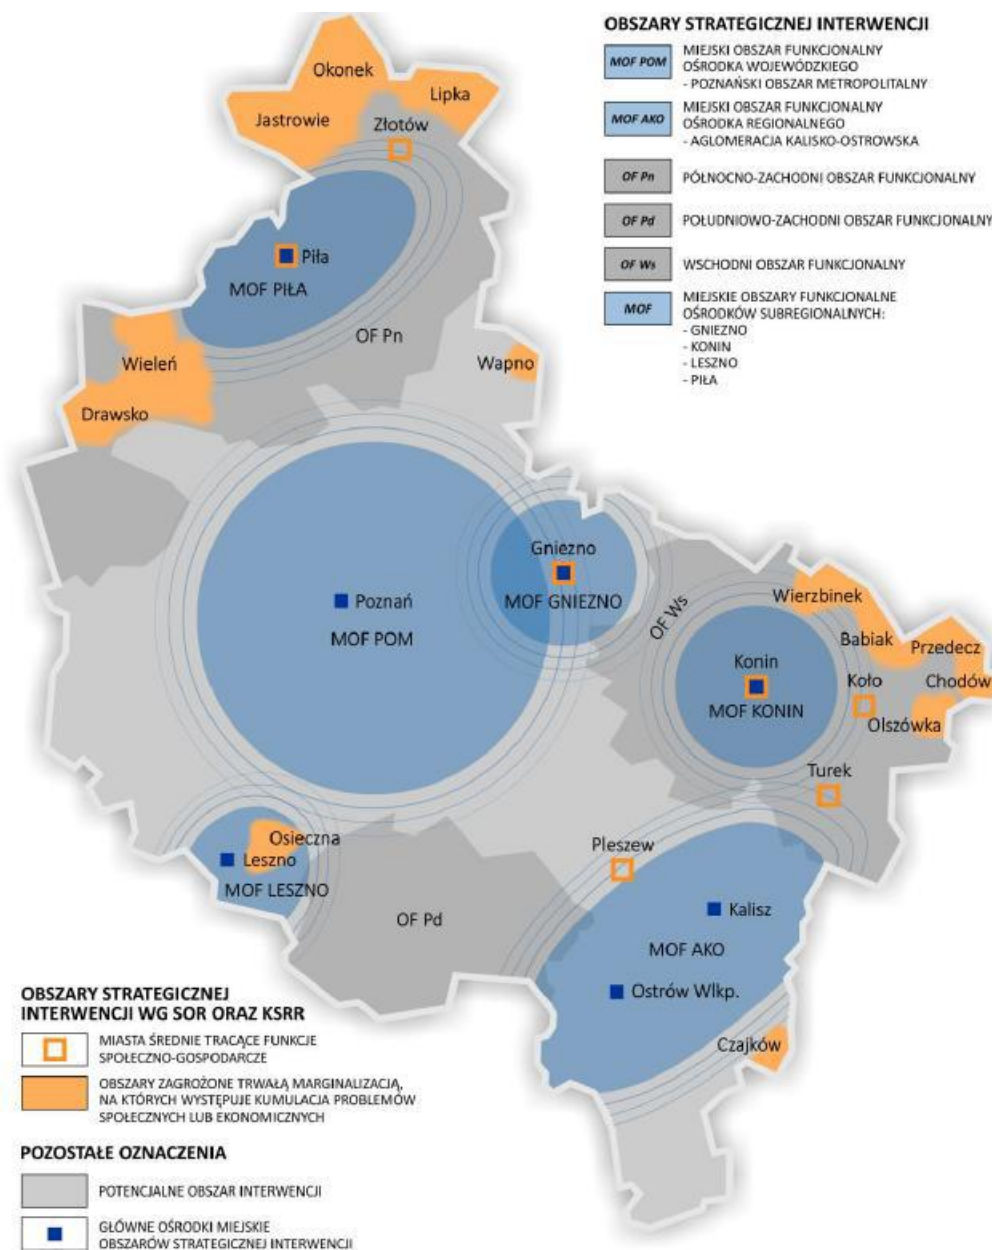 OBSZARY STRATEGICZNEJ INTERWENCJI
MOF POM
MIEJSKI OBSZAR FUNKCJONALNY
OŚRODKA WOJEWÓDZKIEGO
- POZNAŃSKI OBSZAR METROPOLITALNY
MOF AKO
MIEJSKI OBSZAR FUNKCJONALNY
OŚRODKA REGIONALNEGO
- AGLOMERACJA KALISKO-OSTROWSKA
OF Pn
PÓŁNOCNO-ZACHODNI OBSZAR FUNKCJONALNY
OF Pd
POŁUDNIOWO-ZACHODNI OBSZAR FUNKCJONALNY
OF Ws
WSCHODNI OBSZAR FUNKCJONALNY
MOF
MIEJSKIE OBSZARY FUNKCJONALNE
OŚRODKÓW SUBREGIONALNYCH:
- GNIEZNO
- KONIN
- LESZNO
- PIŁA
Okonek
Lipka
Jastrowie
Złotów
Piła
MOF PIŁA
OF Pn
Wieleń
Wapno
Drawsko
Gniezno
MOF GNIEZNO
Poznań
MOF POM
OF Ws
Wierzbinek
Babiak
Przedecz
Konin
Koło
Chodów
MOF KONIN
Olszówka
Turek
Osieczna
Leszno
MOF LESZNO
Pleszew
OF Pd
Kalisz
MOF AKO
Ostrów Wlkp.
Czajków
OBSZARY STRATEGICZNEJ
INTERWENCJI WG SOR ORAZ KSRR
MIASTA ŚREDNIE TRACĄCE FUNKCJE
SPOŁECZNO-GOSPODARCZE
OBSZARY ZAGROŻONE TRWAŁĄ MARGINALIZACJĄ,
NA KTÓRYCH WYSTĘPUJE KUMULACJA PROBLEMÓW
SPOŁECZNYCH LUB EKONOMICZNYCH
POZOSTAŁE OZNACZENIA
POTENCJALNE OBSZAR INTERWENCJI
GŁÓWNE OŚRODKI MIEJSKIE
OBSZARÓW STRATEGICZNEJ INTERWENCJI